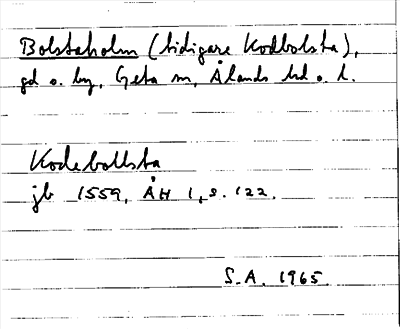 Bolstaholm (tidigare Kodbolsta),
gd o. by, Geta sn, Ålands hd o. l.
Kodebollsta
jb 1559, ÅH 1, s. 122.
S.A. 1965